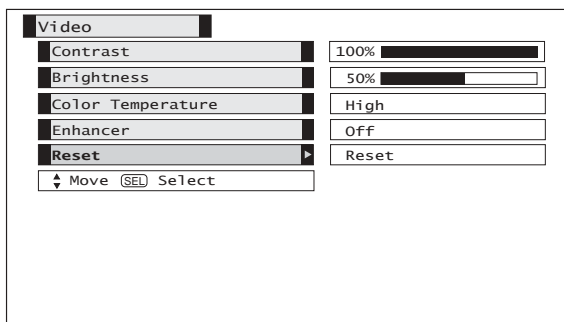 Video
Contrast 100%
Brightness 50%
Color Temperature High
Enhancer Off
Reset Reset
Move SEL Select